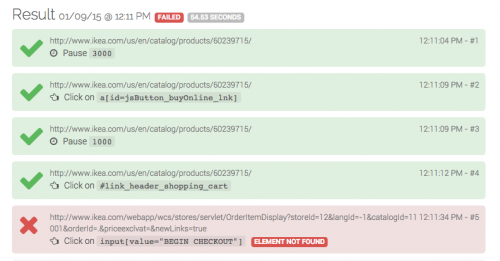 Result 01/09/15 @ 12:11 PM FAILED 54.53 SECONDS
http://www.ikea.com/us/en/catalog/products/60239715/ 12:11:04 PM - #1
Pause 3000
http://www.ikea.com/us/en/catalog/products/60239715/ 12:11:09 PM - #2
Click on a[id=jsButton_buyOnline_lnk]
http://www.ikea.com/us/en/catalog/products/60239715/ 12:11:09 PM - #3
Pause 1000
http://www.ikea.com/us/en/catalog/products/60239715/ 12:11:12 PM - #4
Click on #link_header_shopping_cart
http://www.ikea.com/webapp/wcs/stores/servlet/OrderItemDisplay?storeId=12&langId=-1&catalogId=11 12:11:34 PM - #5
001&orderId=.&priceexclvat=&newLinks=true
Click on input[value="BEGIN CHECKOUT"] ELEMENT NOT FOUND